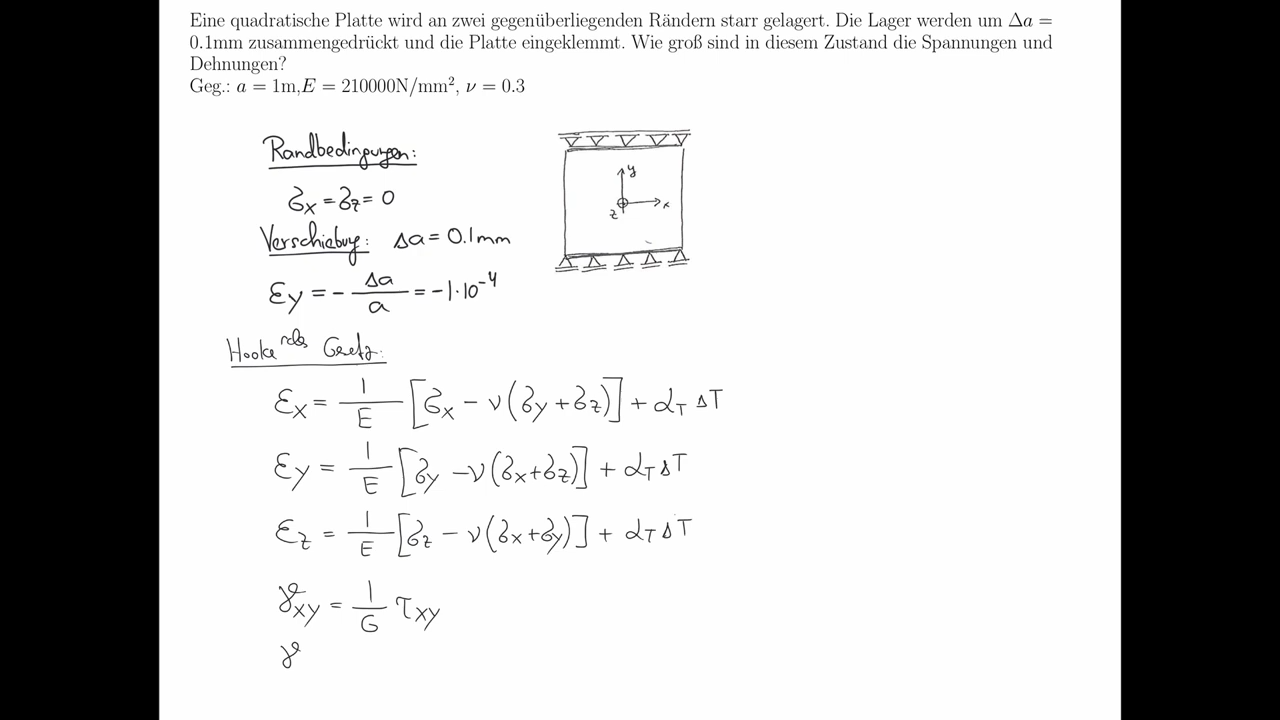 Eine quadratische Platte wird an zwei gegenüberliegenden Rändern starr gelagert. Die Lager werden um Δa =
0.1mm zusammengedrückt und die Platte eingeklemmt. Wie groß sind in diesem Zustand die Spannungen und
Dehnungen?
Geg.: a = 1m,E = 210000N/mm², ν = 0.3
Randbedingungen:
σx = σz = 0
Verschiebung: Δa = 0.1mm
εy = - Δa/a = -1·10⁻⁴
y
x
z
Hooke'sches Gesetz:
εx = 1/E [σx - ν(σy + σz)] + αT ΔT
εy = 1/E [σy - ν(σx+σz)] + αT ΔT
εz = 1/E [σz - ν(σx+σy)] + αT ΔT
γxy = 1/G τxy
γ